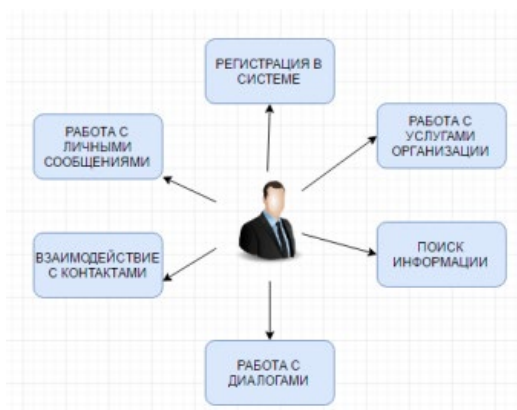 РЕГИСТРАЦИЯ В
СИСТЕМЕ
РАБОТА С
ЛИЧНЫМИ
СООБЩЕНИЯМИ
РАБОТА С
УСЛУГАМИ
ОРГАНИЗАЦИИ
ВЗАИМОДЕЙСТВИЕ
С КОНТАКТАМИ
ПОИСК
ИНФОРМАЦИИ
РАБОТА С
ДИАЛОГАМИ